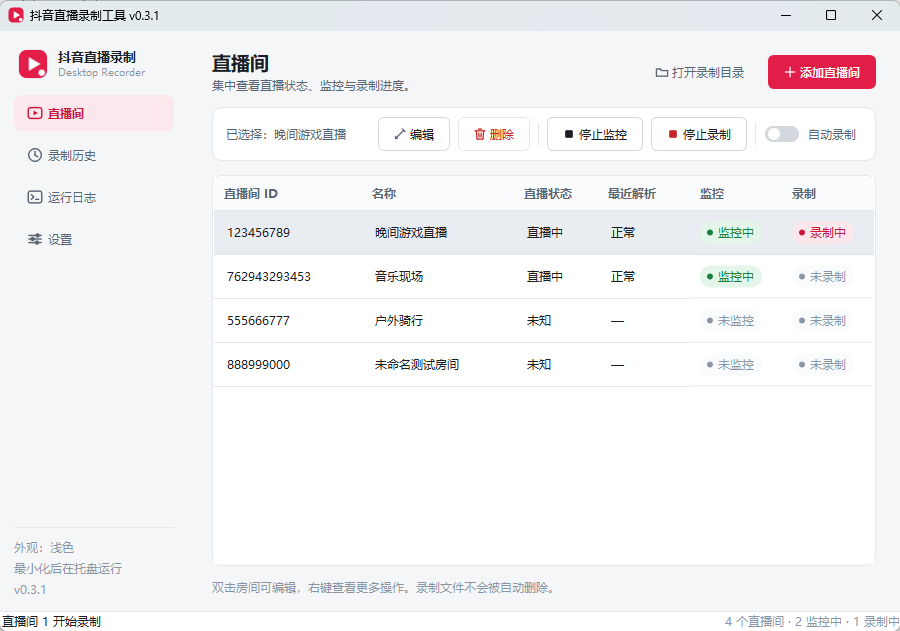 抖音直播录制工具 v0.3.1
抖音直播录制
Desktop Recorder
直播间
录制历史
运行日志
设置
外观：浅色
最小化后在托盘运行
v0.3.1
直播间
集中查看直播状态、监控与录制进度。
打开录制目录
＋ 添加直播间
已选择：晚间游戏直播 编辑 删除 停止监控 停止录制 自动录制
直播间 ID 名称 直播状态 最近解析 监控 录制
123456789 晚间游戏直播 直播中 正常 监控中 录制中
762943293453 音乐现场 直播中 正常 监控中 未录制
555666777 户外骑行 未知 — 未监控 未录制
888999000 未命名测试房间 未知 — 未监控 未录制
双击房间可编辑，右键查看更多操作。录制文件不会被自动删除。
直播间 1 开始录制
4 个直播间 · 2 监控中 · 1 录制中